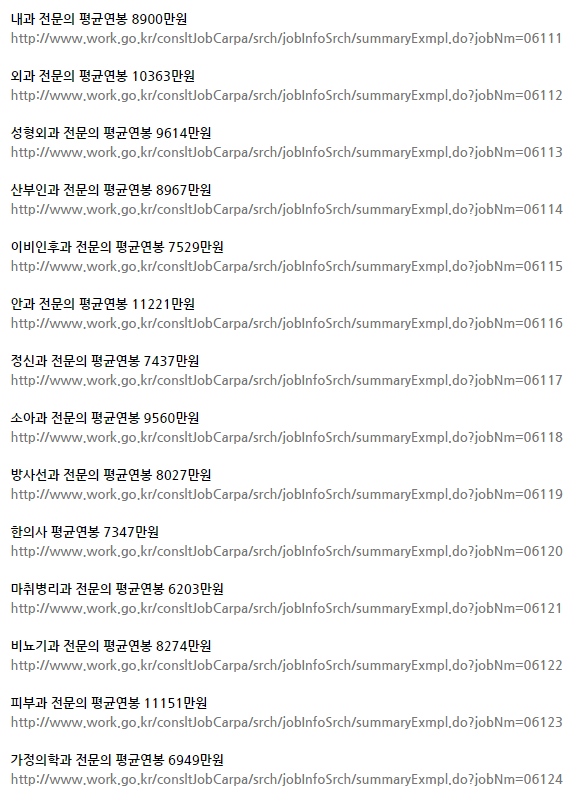 내과 전문의 평균연봉 8900만원
http://www.work.go.kr/consltJobCarpa/srch/jobInfoSrch/summaryExmpl.do?jobNm=06111
외과 전문의 평균연봉 10363만원
http://www.work.go.kr/consltJobCarpa/srch/jobInfoSrch/summaryExmpl.do?jobNm=06112
성형외과 전문의 평균연봉 9614만원
http://www.work.go.kr/consltJobCarpa/srch/jobInfoSrch/summaryExmpl.do?jobNm=06113
산부인과 전문의 평균연봉 8967만원
http://www.work.go.kr/consltJobCarpa/srch/jobInfoSrch/summaryExmpl.do?jobNm=06114
이비인후과 전문의 평균연봉 7529만원
http://www.work.go.kr/consltJobCarpa/srch/jobInfoSrch/summaryExmpl.do?jobNm=06115
안과 전문의 평균연봉 11221만원
http://www.work.go.kr/consltJobCarpa/srch/jobInfoSrch/summaryExmpl.do?jobNm=06116
정신과 전문의 평균연봉 7437만원
http://www.work.go.kr/consltJobCarpa/srch/jobInfoSrch/summaryExmpl.do?jobNm=06117
소아과 전문의 평균연봉 9560만원
http://www.work.go.kr/consltJobCarpa/srch/jobInfoSrch/summaryExmpl.do?jobNm=06118
방사선과 전문의 평균연봉 8027만원
http://www.work.go.kr/consltJobCarpa/srch/jobInfoSrch/summaryExmpl.do?jobNm=06119
한의사 평균연봉 7347만원
http://www.work.go.kr/consltJobCarpa/srch/jobInfoSrch/summaryExmpl.do?jobNm=06120
마취병리과 전문의 평균연봉 6203만원
http://www.work.go.kr/consltJobCarpa/srch/jobInfoSrch/summaryExmpl.do?jobNm=06121
비뇨기과 전문의 평균연봉 8274만원
http://www.work.go.kr/consltJobCarpa/srch/jobInfoSrch/summaryExmpl.do?jobNm=06122
피부과 전문의 평균연봉 11151만원
http://www.work.go.kr/consltJobCarpa/srch/jobInfoSrch/summaryExmpl.do?jobNm=06123
가정의학과 전문의 평균연봉 6949만원
http://www.work.go.kr/consltJobCarpa/srch/jobInfoSrch/summaryExmpl.do?jobNm=06124